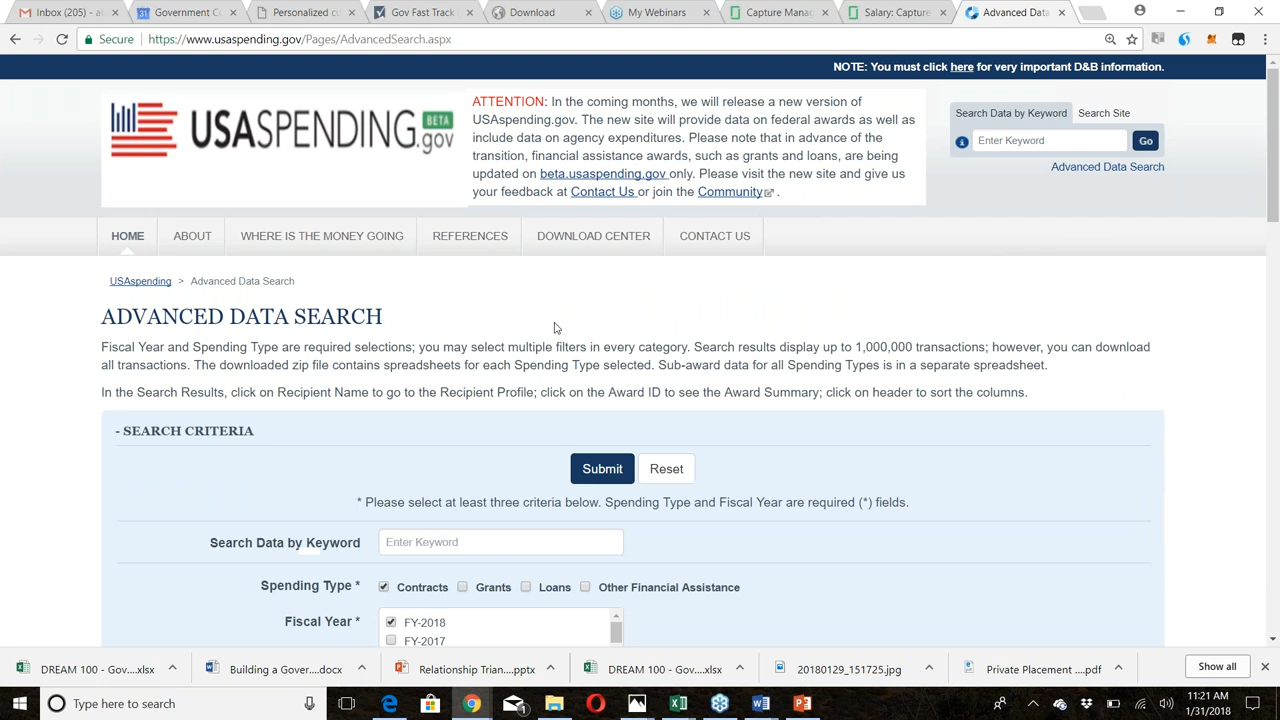 Inbox (205) - al
Government C
Personalized cu
Gov Fast Track
Download
My Webinars
Capture Manag
Salary: Capture
Advanced Data
Secure
https://www.usaspending.gov/Pages/AdvancedSearch.aspx
NOTE: You must click here for very important D&B information.
USASPENDING.gov BETA
ATTENTION: In the coming months, we will release a new version of
USAspending.gov. The new site will provide data on federal awards as well as
include data on agency expenditures. Please note that in advance of the
transition, financial assistance awards, such as grants and loans, are being
updated on beta.usaspending.gov only. Please visit the new site and give us
your feedback at Contact Us or join the Community .
Search Data by Keyword
Search Site
Enter Keyword
Go
Advanced Data Search
HOME
ABOUT
WHERE IS THE MONEY GOING
REFERENCES
DOWNLOAD CENTER
CONTACT US
USAspending > Advanced Data Search
ADVANCED DATA SEARCH
Fiscal Year and Spending Type are required selections; you may select multiple filters in every category. Search results display up to 1,000,000 transactions; however, you can download
all transactions. The downloaded zip file contains spreadsheets for each Spending Type selected. Sub-award data for all Spending Types is in a separate spreadsheet.
In the Search Results, click on Recipient Name to go to the Recipient Profile; click on the Award ID to see the Award Summary; click on header to sort the columns.
- SEARCH CRITERIA
Submit
Reset
* Please select at least three criteria below. Spending Type and Fiscal Year are required (*) fields.
Search Data by Keyword
Enter Keyword
Spending Type *
Contracts
Grants
Loans
Other Financial Assistance
Fiscal Year *
FY-2018
FY-2017
DREAM 100 - Gov....xlsx
Building a Gover....docx
Relationship Trian....pptx
DREAM 100 - Gov....xlsx
20180129_151725.jpg
Private Placement ....pdf
Show all
Type here to search
11:21 AM
1/31/2018